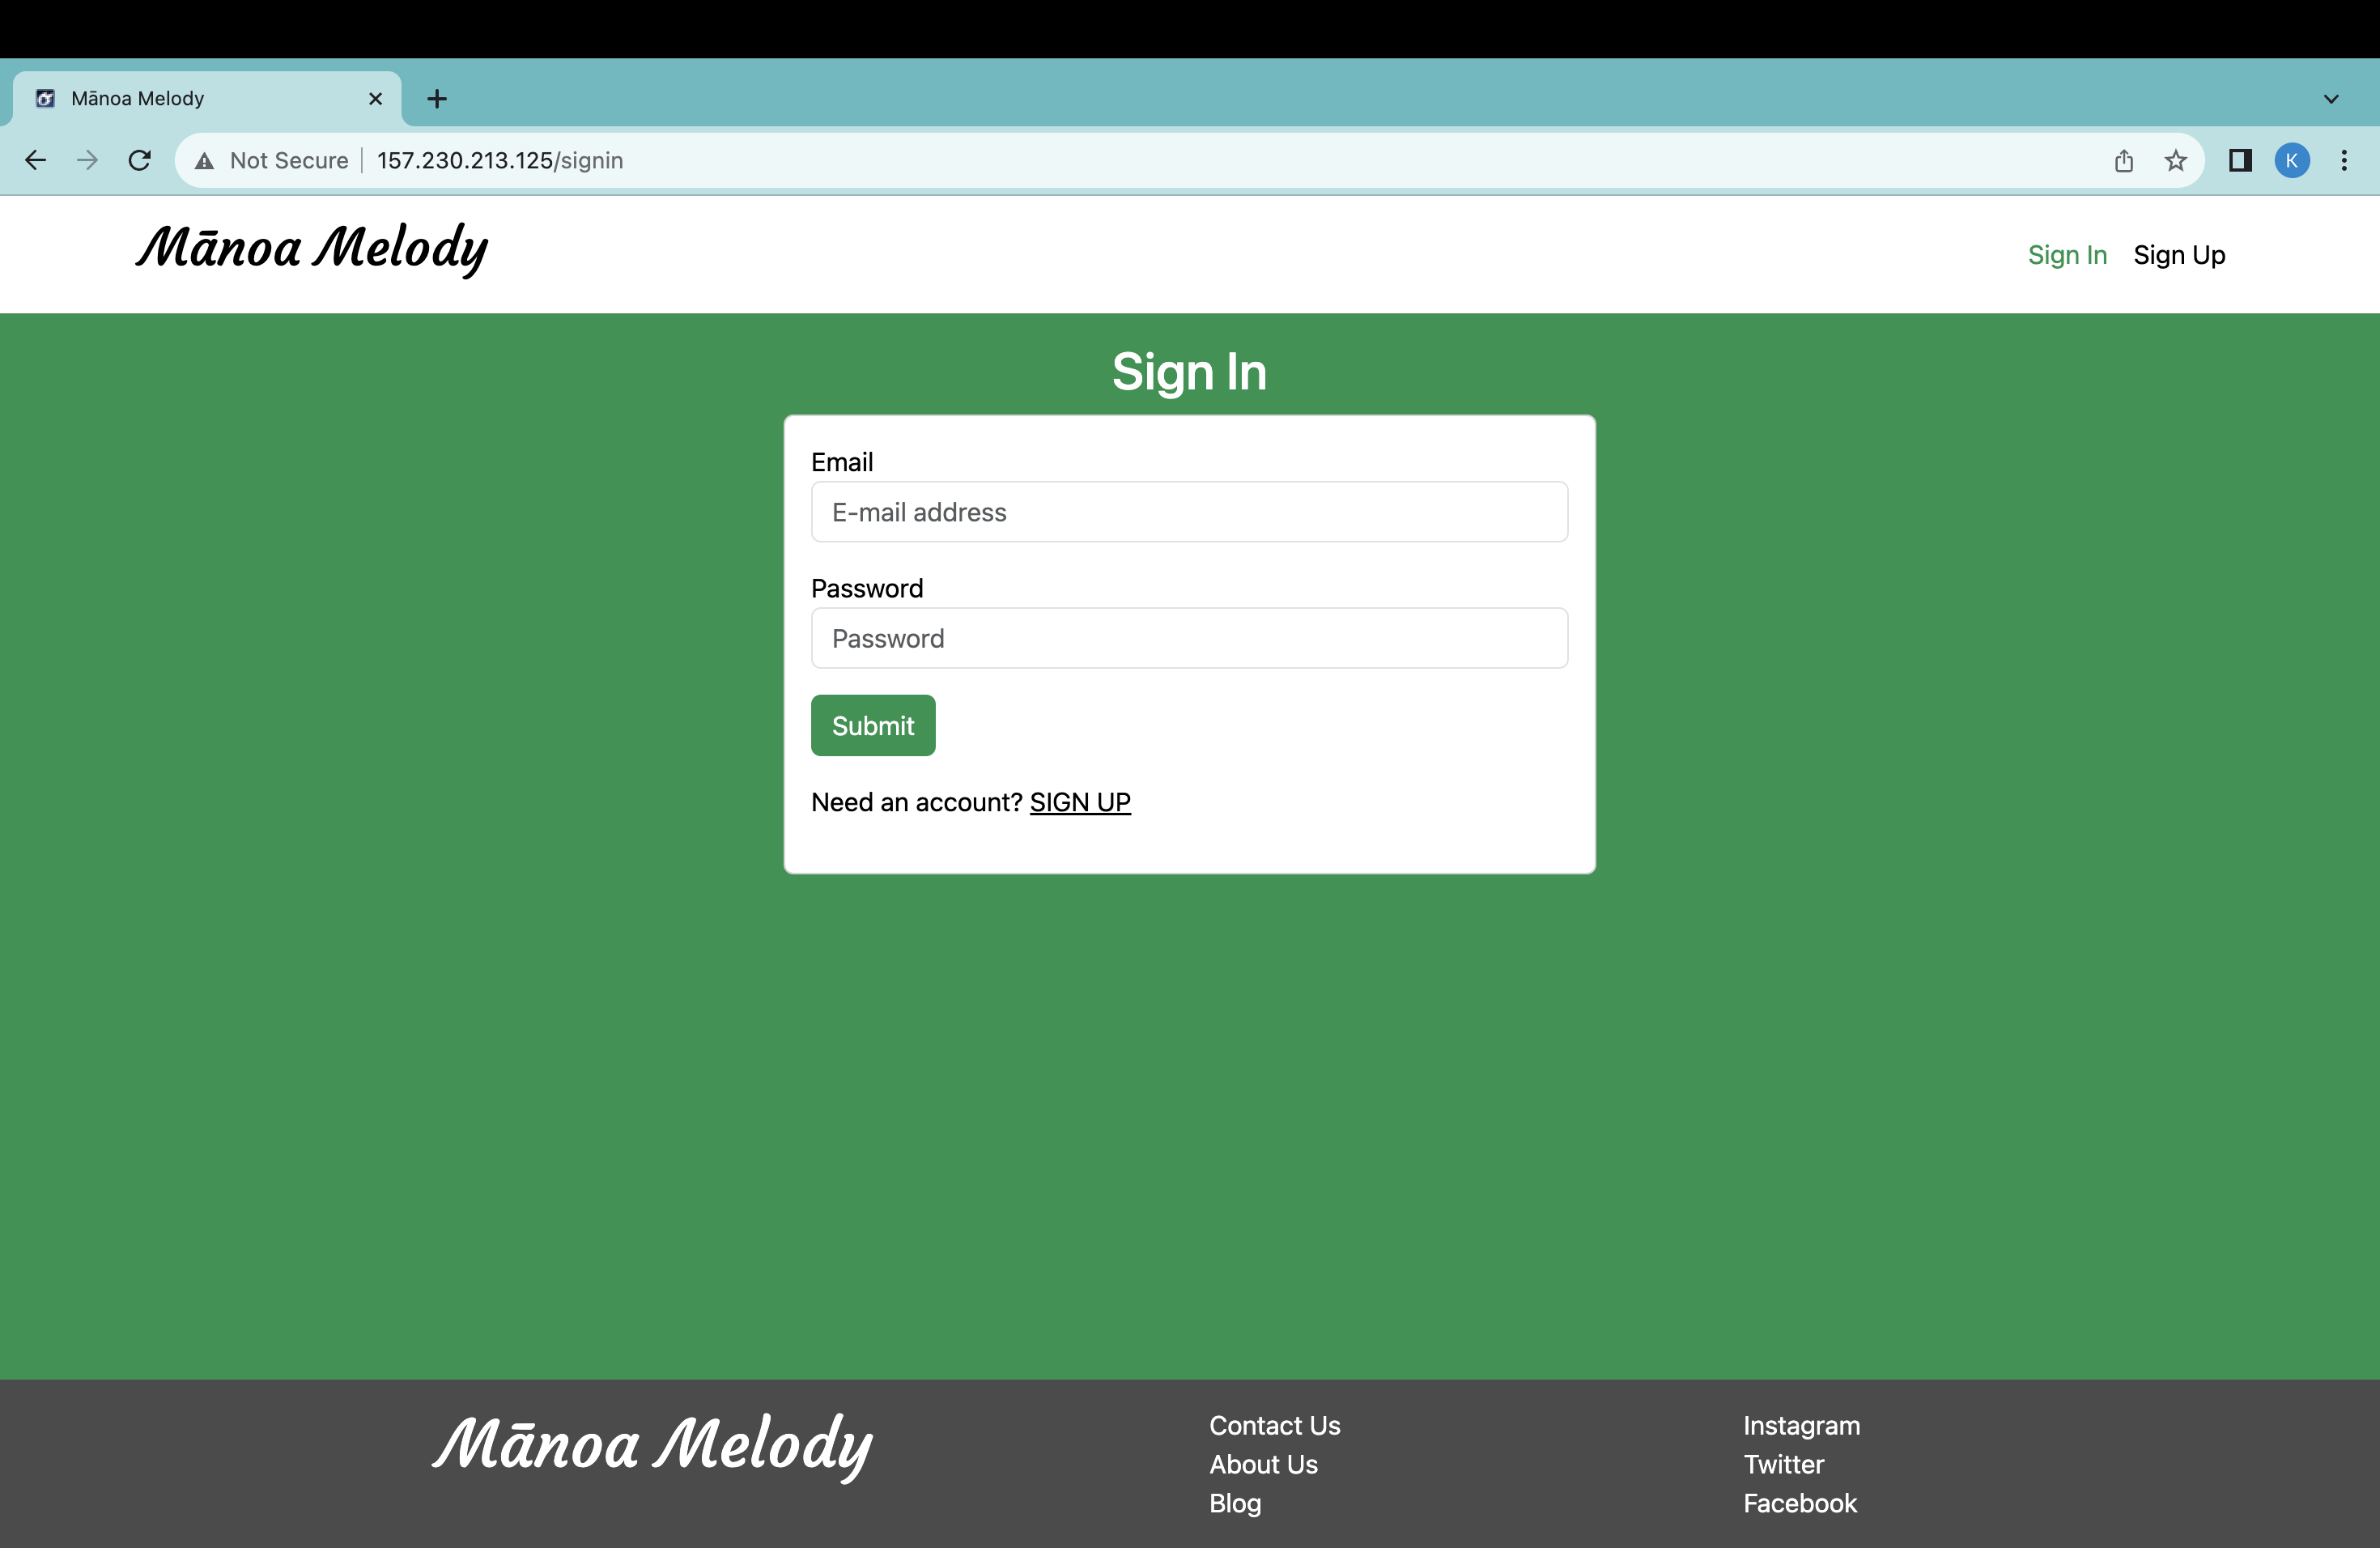 Mānoa Melody
Not Secure 157.230.213.125/signin
K
Mānoa Melody
Sign In Sign Up
Sign In
Email
E-mail address
Password
Password
Submit
Need an account? SIGN UP
Mānoa Melody
Contact Us
About Us
Blog
Instagram
Twitter
Facebook